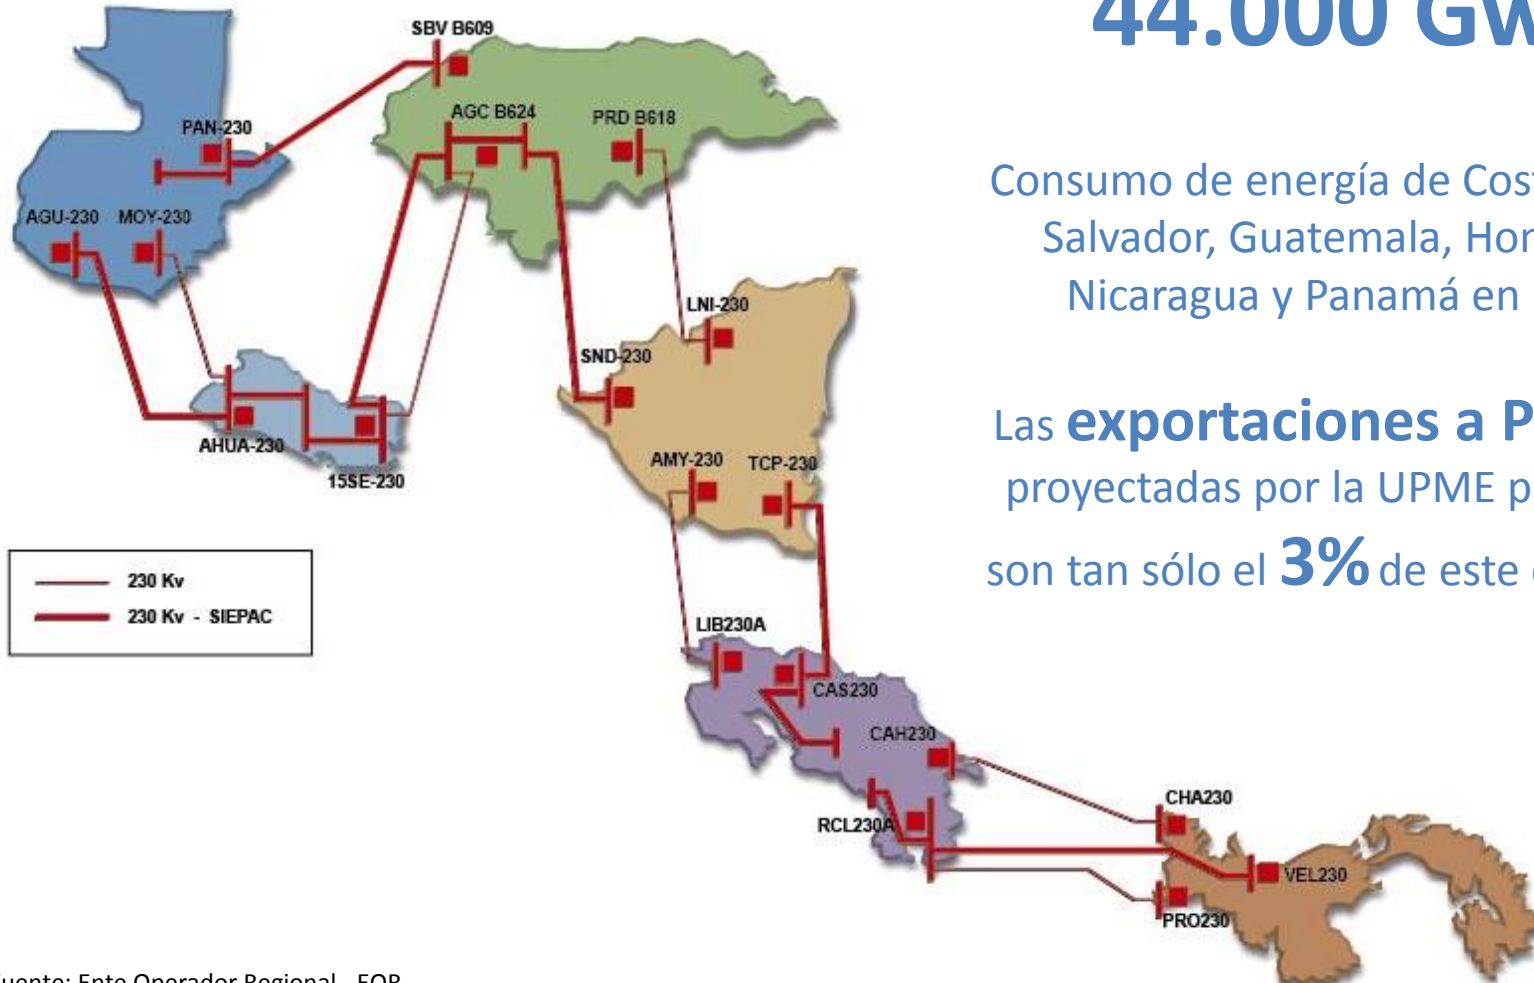 44.000 Gw
Consumo de energía de Cos
Salvador, Guatemala, Hon
Nicaragua y Panamá en
Las exportaciones a P
proyectadas por la UPME p
son tan sólo el 3% de este
SBV B609
PAN-230
AGC B624
PRD B618
AGU-230
MOY-230
LNI-230
SND-230
AHUA-230
15SE-230
AMY-230
TCP-230
230 Kv
230 Kv - SIEPAC
LIB230A
CAS230
CAH230
RCL230A
CHA230
VEL230
PRO230
uente: Ente Operador Regional - EOR